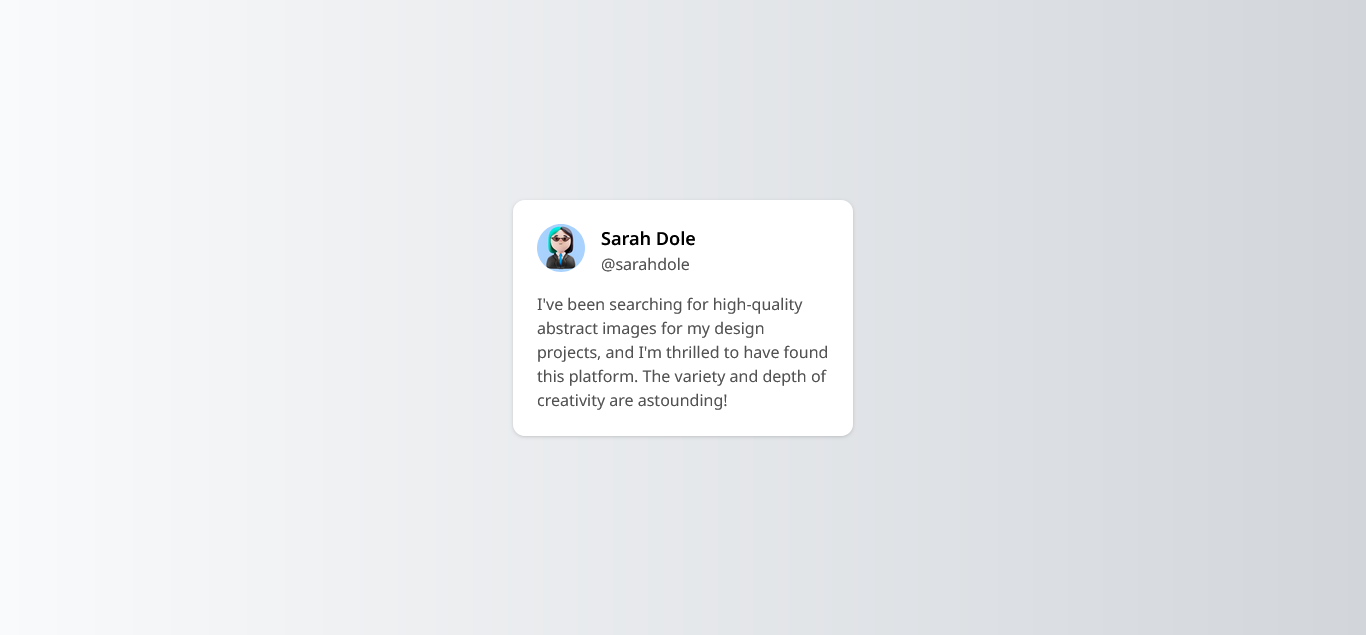 Sarah Dole
@sarahdole
I've been searching for high-quality
abstract images for my design
projects, and I'm thrilled to have found
this platform. The variety and depth of
creativity are astounding!